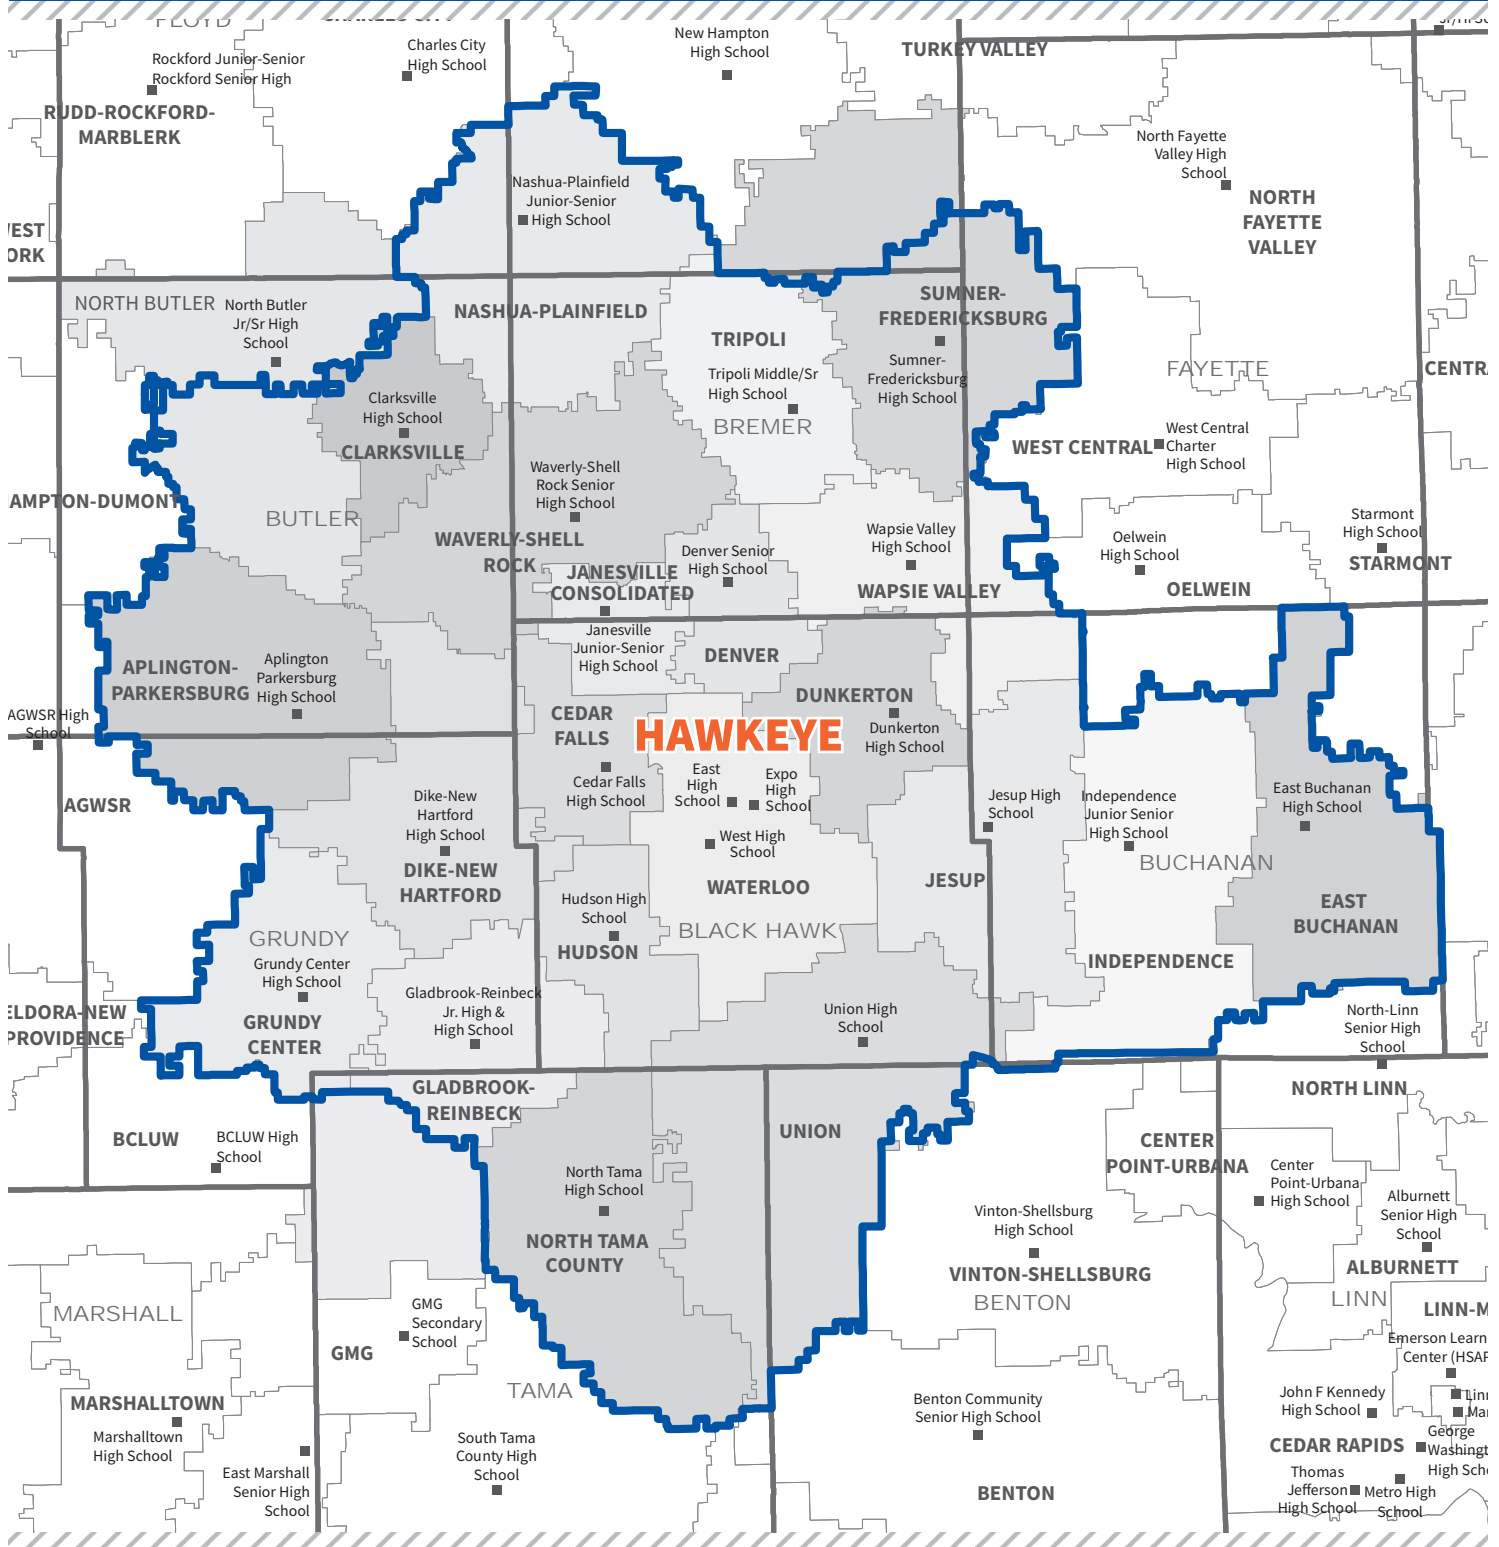 FLOYD
CHARLES CITY
Rockford Junior-Senior
Rockford Senior High
RUDD-ROCKFORD-
MARBLERK
Charles City
High School
New Hampton
High School
TURKEY VALLEY
North Fayette
Valley High
School
NORTH
FAYETTE
VALLEY
Nashua-Plainfield
Junior-Senior
High School
NORTH BUTLER
North Butler
Jr/Sr High
School
NASHUA-PLAINFIELD
TRIPOLI
Tripoli Middle/Sr
High School
BREMER
SUMNER-
FREDERICKSBURG
Sumner-
Fredericksburg
High School
FAYETTE
CENTRA
Clarksville
High School
CLARKSVILLE
WEST CENTRAL
West Central
Charter
High School
AMPTON-DUMONT
BUTLER
Waverly-Shell
Rock Senior
High School
WAVERLY-SHELL
ROCK
Denver Senior
High School
Wapsie Valley
High School
WAPSIE VALLEY
Oelwein
High School
OELWEIN
Starmont
High School
STARMONT
JANESVILLE
CONSOLIDATED
Janesville
Junior-Senior
High School
DENVER
APLINGTON-
PARKERSBURG
Aplington
Parkersburg
High School
AGWSR High
School
AGWSR
CEDAR
FALLS
Cedar Falls
High School
HAWKEYE
DUNKERTON
Dunkerton
High School
East
High
School
Expo
High
School
West High
School
WATERLOO
BLACK HAWK
Dike-New
Hartford
High School
DIKE-NEW
HARTFORD
Jesup High
School
JESUP
Independence
Junior Senior
High School
BUCHANAN
INDEPENDENCE
East Buchanan
High School
EAST
BUCHANAN
Hudson High
School
HUDSON
GRUNDY
Grundy Center
High School
GRUNDY
CENTER
Gladbrook-Reinbeck
Jr. High &
High School
Union High
School
ELDORA-NEW
PROVIDENCE
North-Linn
Senior High
School
NORTH LINN
GLADBROOK-
REINBECK
BCLUW
BCLUW High
School
UNION
North Tama
High School
NORTH TAMA
COUNTY
CENTER
POINT-URBANA
Center
Point-Urbana
High School
Alburnett
Senior High
School
ALBURNETT
Vinton-Shellsburg
High School
VINTON-SHELLSBURG
BENTON
LINN
LINN-M
MARSHALL
GMG
Secondary
School
GMG
TAMA
MARSHALLTOWN
Marshalltown
High School
East Marshall
Senior High
School
South Tama
County High
School
Benton Community
Senior High School
BENTON
Emerson Learn
Center (HSAP
John F Kennedy
High School
Linn
Mar
CEDAR RAPIDS
George
Washingt
High Scho
Thomas
Jefferson
High School
Metro High
School